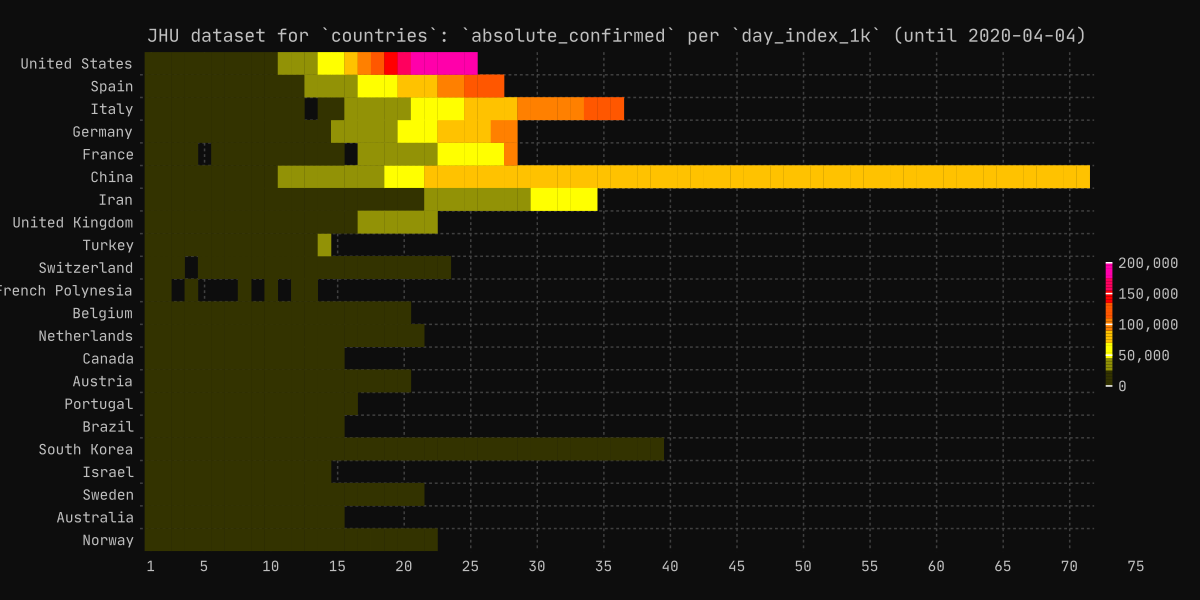 JHU dataset for `countries`: `absolute_confirmed` per `day_index_1k` (until 2020-04-04)
United States
Spain
Italy
Germany
France
China
Iran
United Kingdom
Turkey
Switzerland
French Polynesia
Belgium
Netherlands
Canada
Austria
Portugal
Brazil
South Korea
Israel
Sweden
Australia
Norway
1 5 10 15 20 25 30 35 40 45 50 55 60 65 70 75
200,000
150,000
100,000
50,000
0